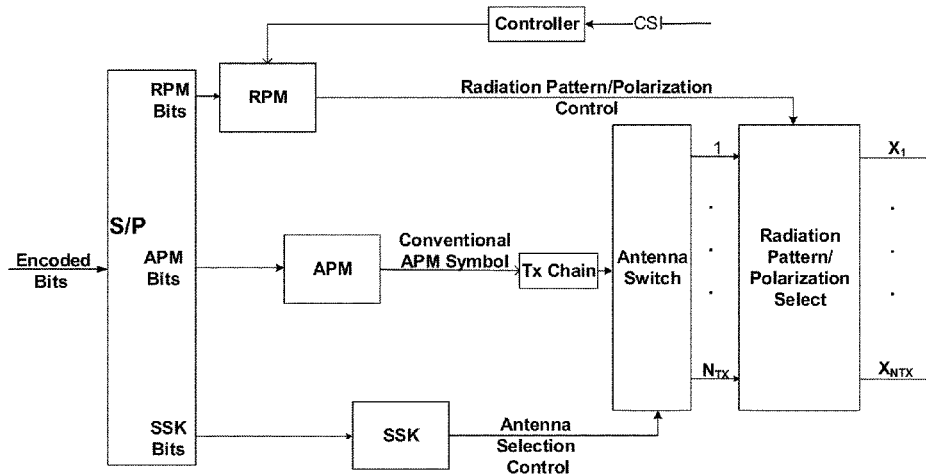 Controller
CSI
RPM
Bits
RPM
Radiation Pattern/Polarization
Control
S/P
Encoded
Bits
APM
Bits
APM
Conventional
APM Symbol
Tx Chain
Antenna
Switch
1
N_TX
Radiation
Pattern/
Polarization
Select
X₁
X_NTX
SSK
Bits
SSK
Antenna
Selection
Control